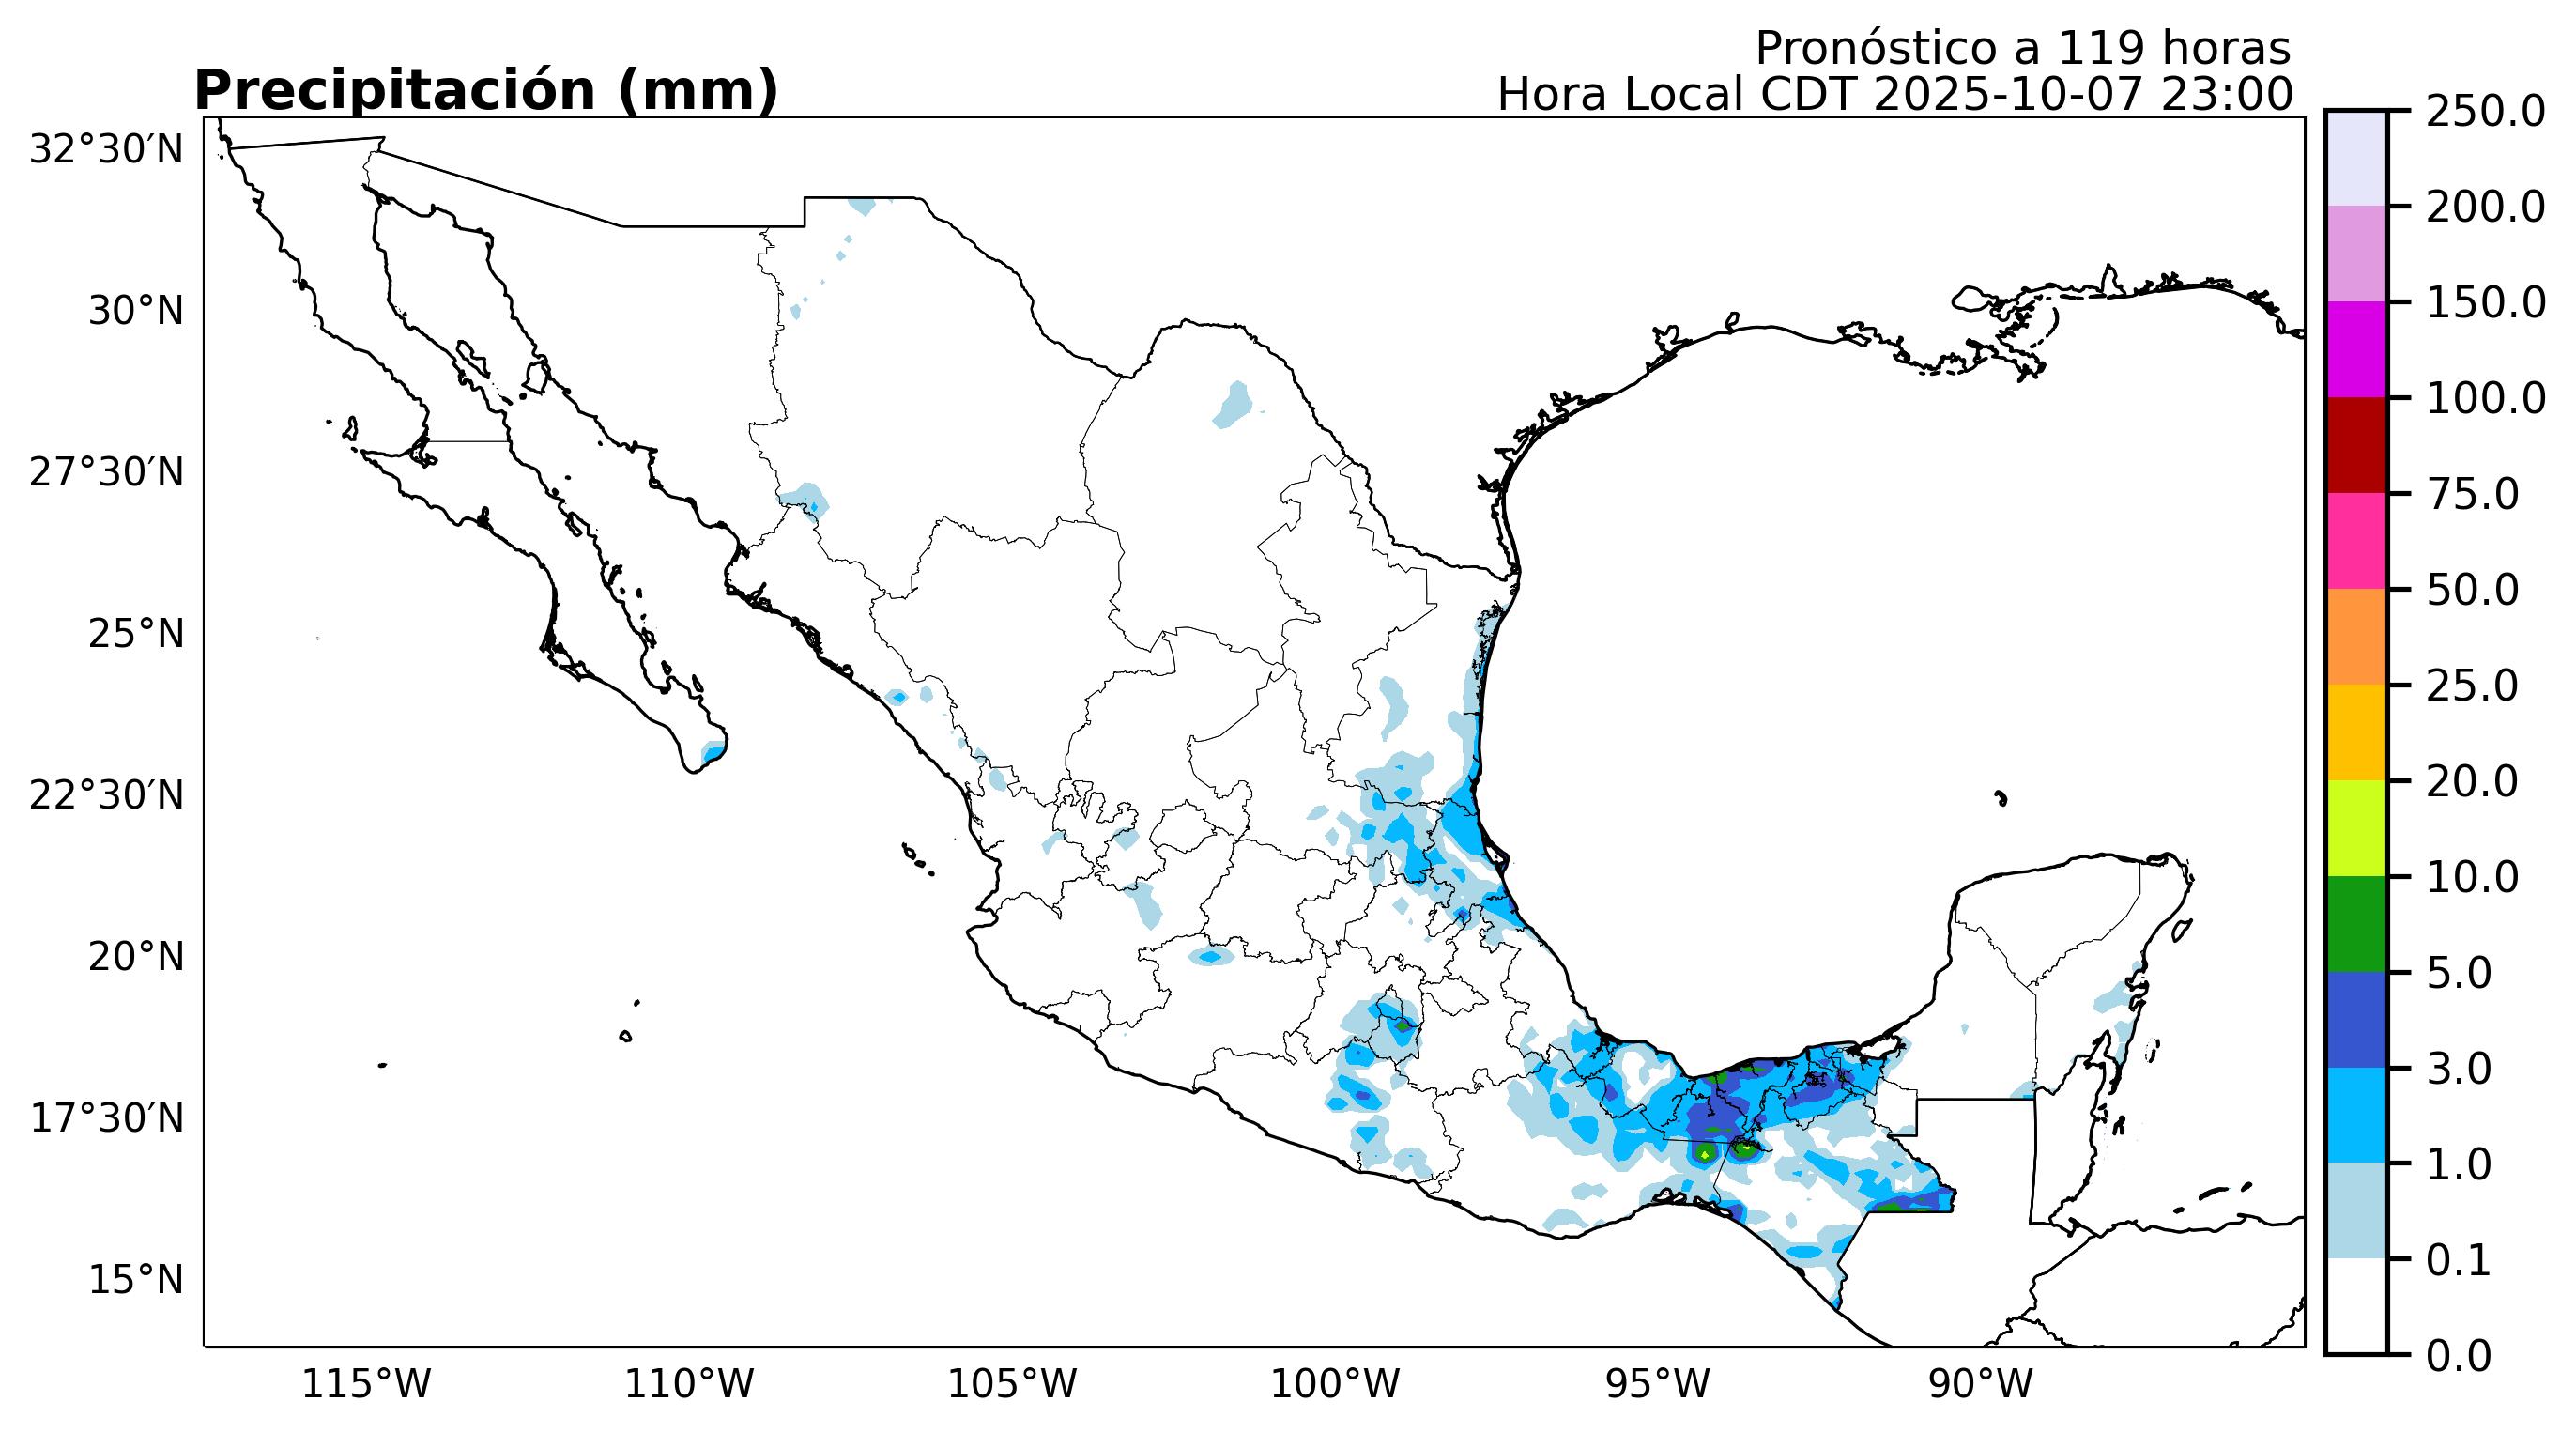 Pronóstico a 119 horas
Precipitación (mm)
Hora Local CDT 2025-10-07 23:00
32°30′N
30°N
27°30′N
25°N
22°30′N
20°N
17°30′N
15°N
115°W
110°W
105°W
100°W
95°W
90°W
250.0
200.0
150.0
100.0
75.0
50.0
25.0
20.0
10.0
5.0
3.0
1.0
0.1
0.0